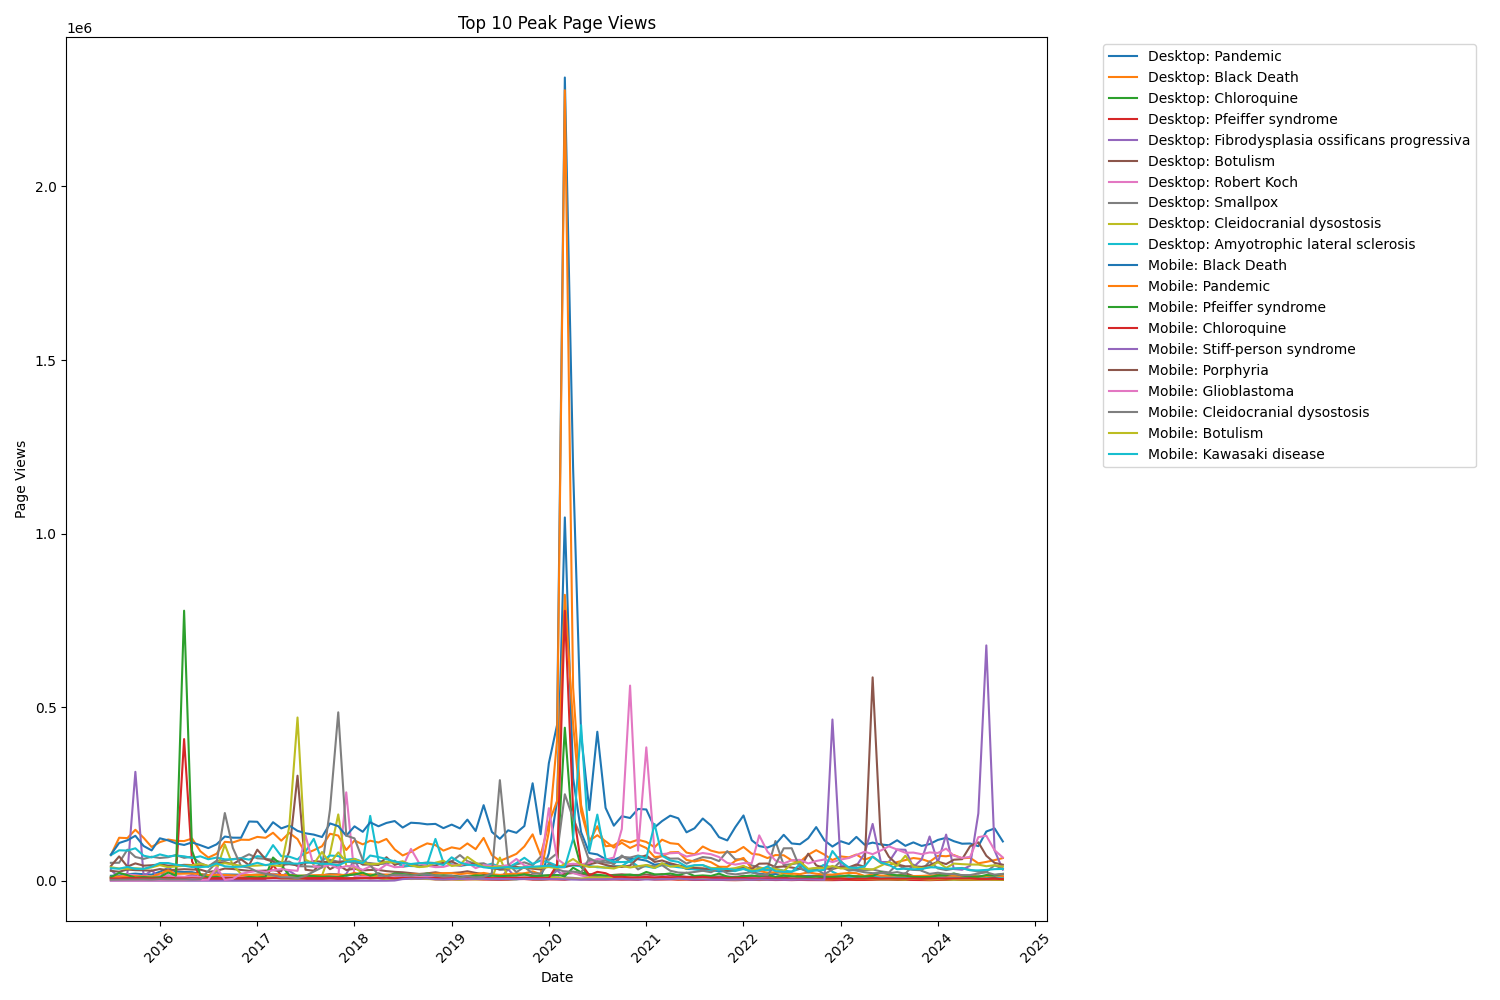 Top 10 Peak Page Views
1e6
2.0
1.5
1.0
0.5
0.0
Page Views
2016
2017
2018
2019
2020
2021
2022
2023
2024
2025
Date
Desktop: Pandemic
Desktop: Black Death
Desktop: Chloroquine
Desktop: Pfeiffer syndrome
Desktop: Fibrodysplasia ossificans progressiva
Desktop: Botulism
Desktop: Robert Koch
Desktop: Smallpox
Desktop: Cleidocranial dysostosis
Desktop: Amyotrophic lateral sclerosis
Mobile: Black Death
Mobile: Pandemic
Mobile: Pfeiffer syndrome
Mobile: Chloroquine
Mobile: Stiff-person syndrome
Mobile: Porphyria
Mobile: Glioblastoma
Mobile: Cleidocranial dysostosis
Mobile: Botulism
Mobile: Kawasaki disease